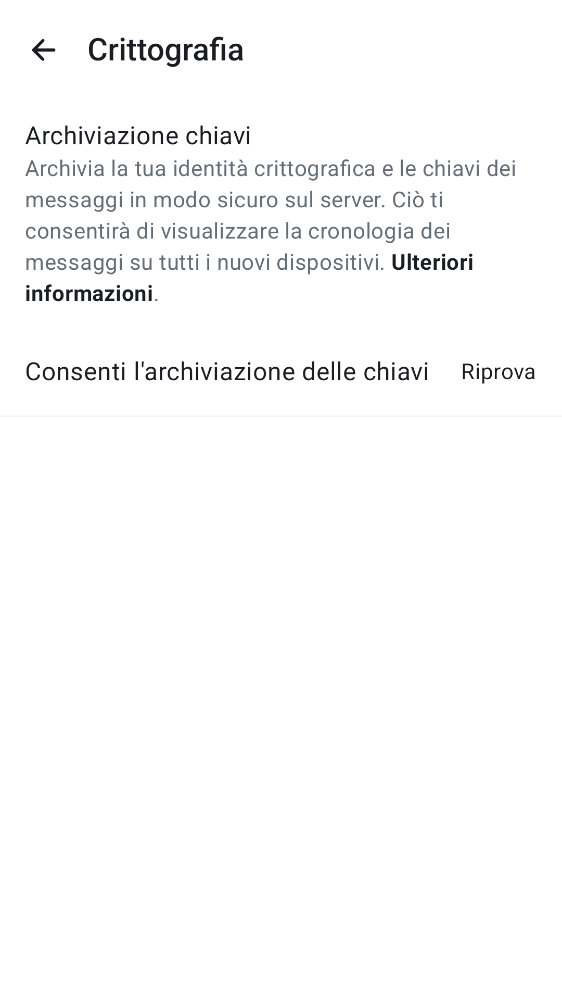 Crittografia
Archiviazione chiavi
Archivia la tua identità crittografica e le chiavi dei
messaggi in modo sicuro sul server. Ciò ti
consentirà di visualizzare la cronologia dei
messaggi su tutti i nuovi dispositivi. Ulteriori
informazioni.
Consenti l'archiviazione delle chiavi Riprova